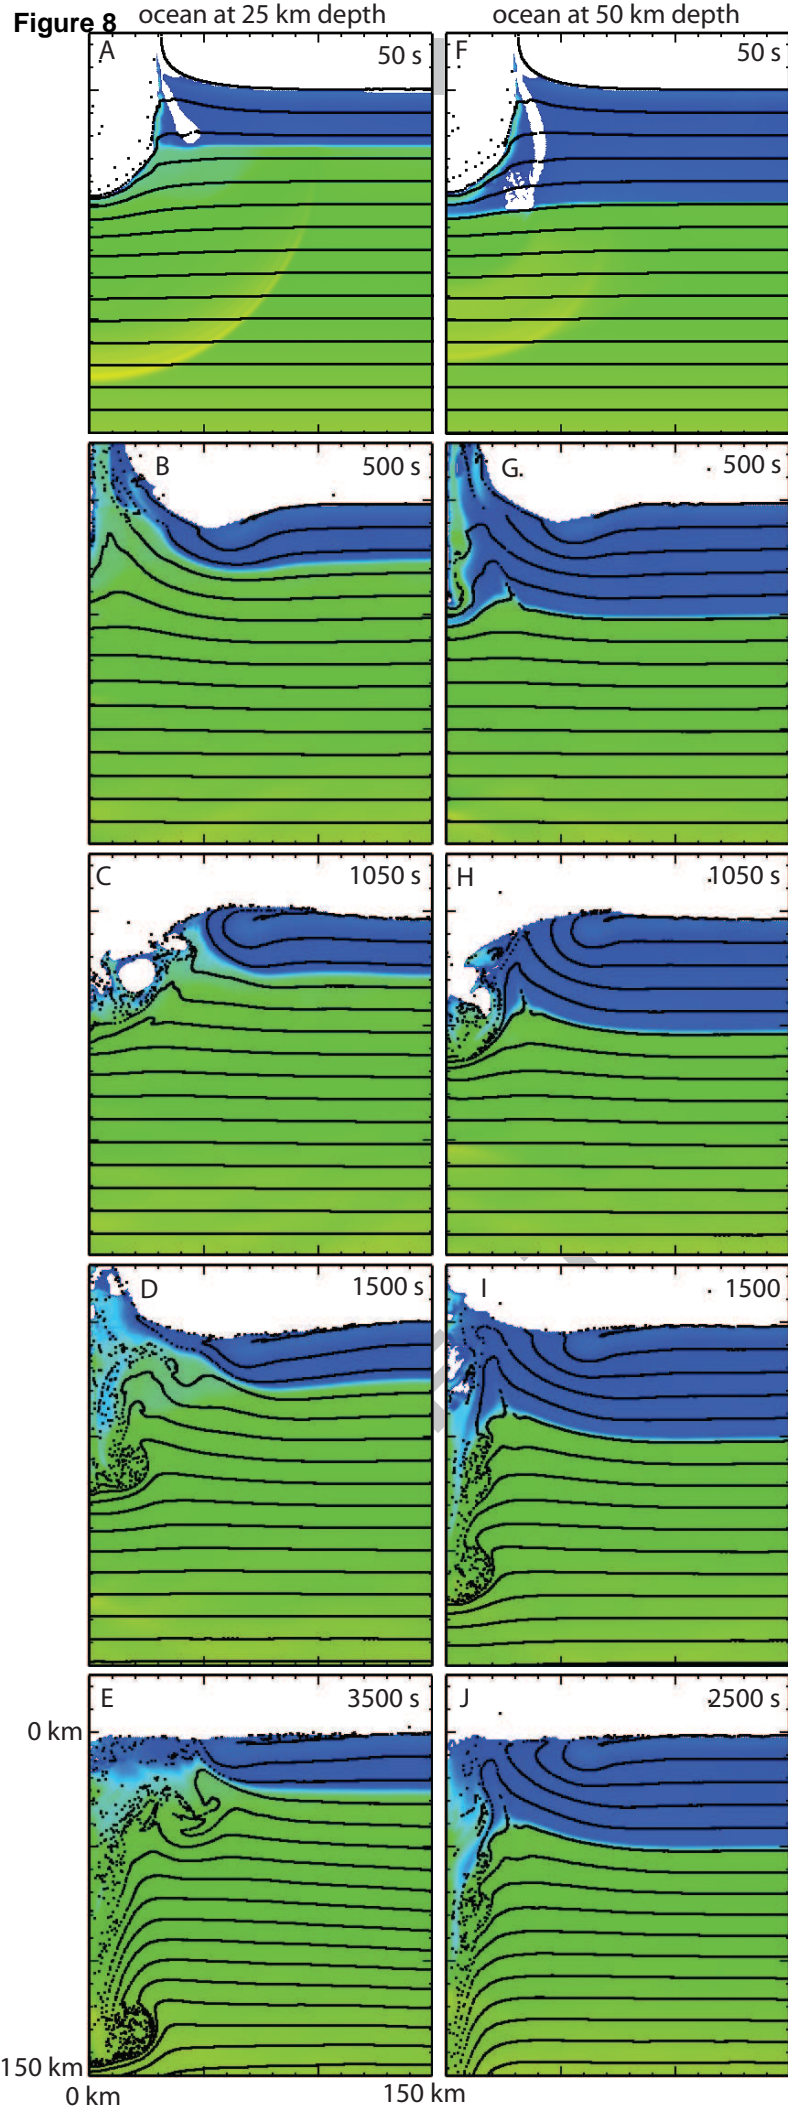 Figure 8
ocean at 25 km depth
ocean at 50 km depth
A
50 s
F
50 s
B
500 s
G
500 s
C
1050 s
H
1050 s
D
1500 s
I
1500
E
3500 s
J
2500 s
0 km
150 km
0 km
150 km